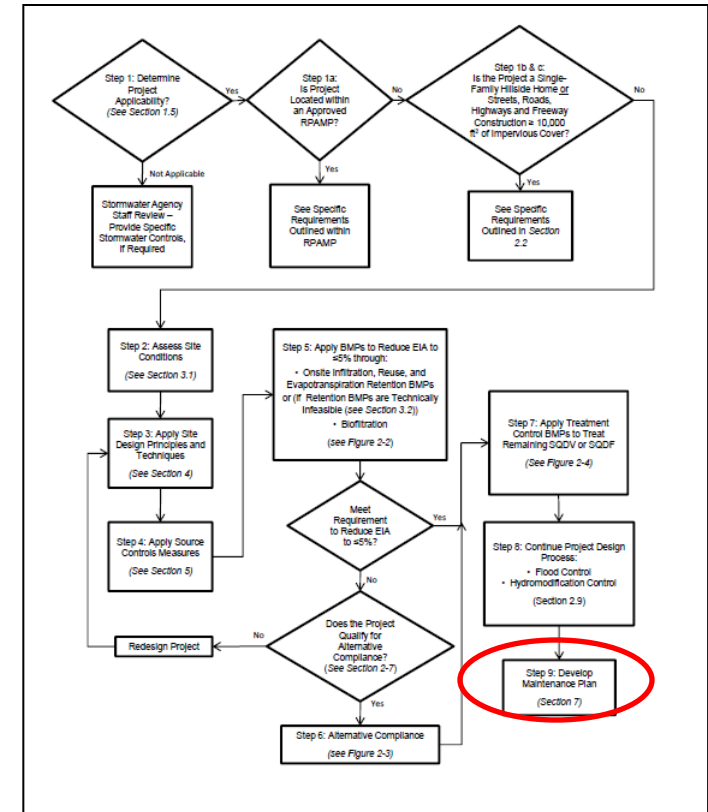 Step 1: Determine
Project
Applicability?
(See Section 1.5)
Yes
Step 1a:
Is Project
Located within
an Approved
RPAMP?
No
Step 1b & c:
Is the Project a Single-
Family Hillside Home or
Streets, Roads,
Highways and Freeway
Construction ≥ 10,000
ft² of Impervious Cover?
No
Not Applicable
Yes
Yes
Stormwater Agency
Staff Review –
Provide Specific
Stormwater Controls,
If Required
See Specific
Requirements
Outlined within
RPAMP
See Specific
Requirements
Outlined in Section
2.2
Step 2: Assess Site
Conditions
(See Section 3.1)
Step 3: Apply Site
Design Principles and
Techniques
(See Section 4)
Step 4: Apply Source
Controls Measures
(See Section 5)
Step 5: Apply BMPs to Reduce EIA to
≤5% through:
• Onsite Infiltration, Reuse, and
Evapotranspiration Retention BMPs
or (If Retention BMPs are Technically
Infeasible (see Section 3.2))
• Biofiltration
(see Figure 2-2)
Meet
Requirement
to Reduce EIA
to ≤5%?
Yes
No
Does the Project
Qualify for
Alternative
Compliance?
(See Section 2-7)
No
Redesign Project
Yes
Step 6: Alternative Compliance
(see Figure 2-3)
Step 7: Apply Treatment
Control BMPs to Treat
Remaining SQDV or SQDF
(See Figure 2-4)
Step 8: Continue Project Design
Process:
• Flood Control
• Hydromodification Control
(Section 2.9)
Step 9: Develop
Maintenance Plan
(Section 7)